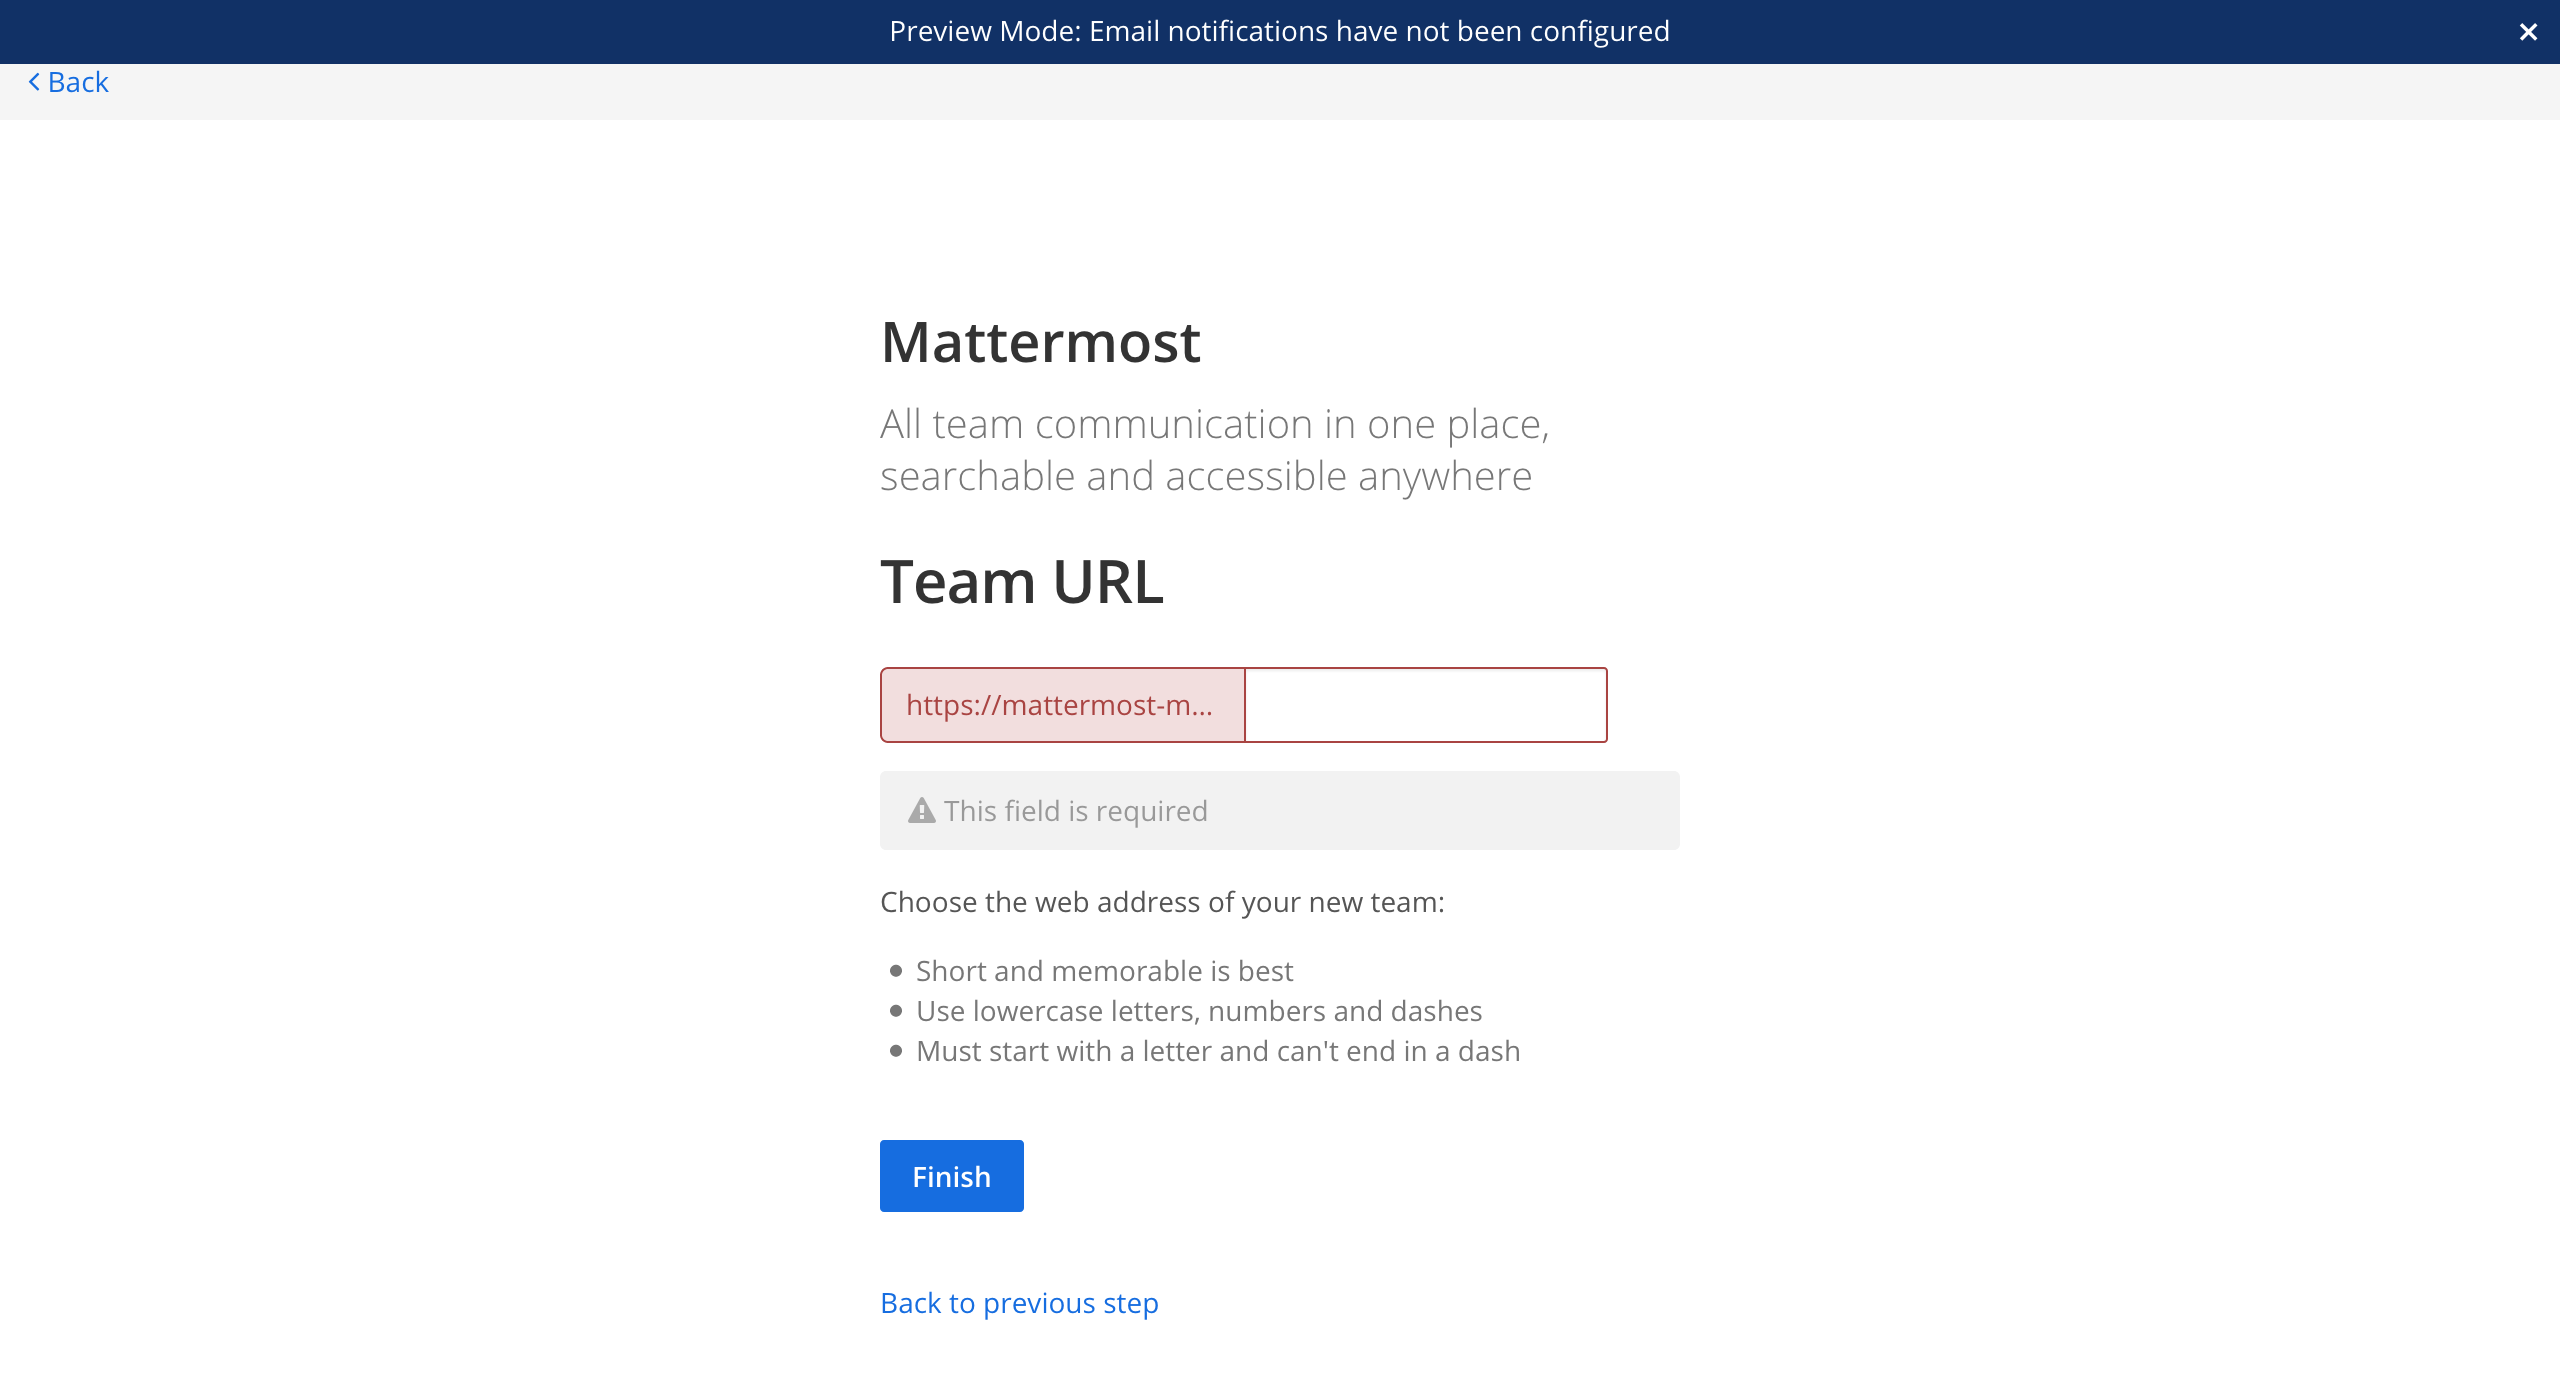 Preview Mode: Email notifications have not been configured
Back
Mattermost
All team communication in one place,
searchable and accessible anywhere
Team URL
https://mattermost-m...
This field is required
Choose the web address of your new team:
Short and memorable is best
Use lowercase letters, numbers and dashes
Must start with a letter and can't end in a dash
Finish
Back to previous step